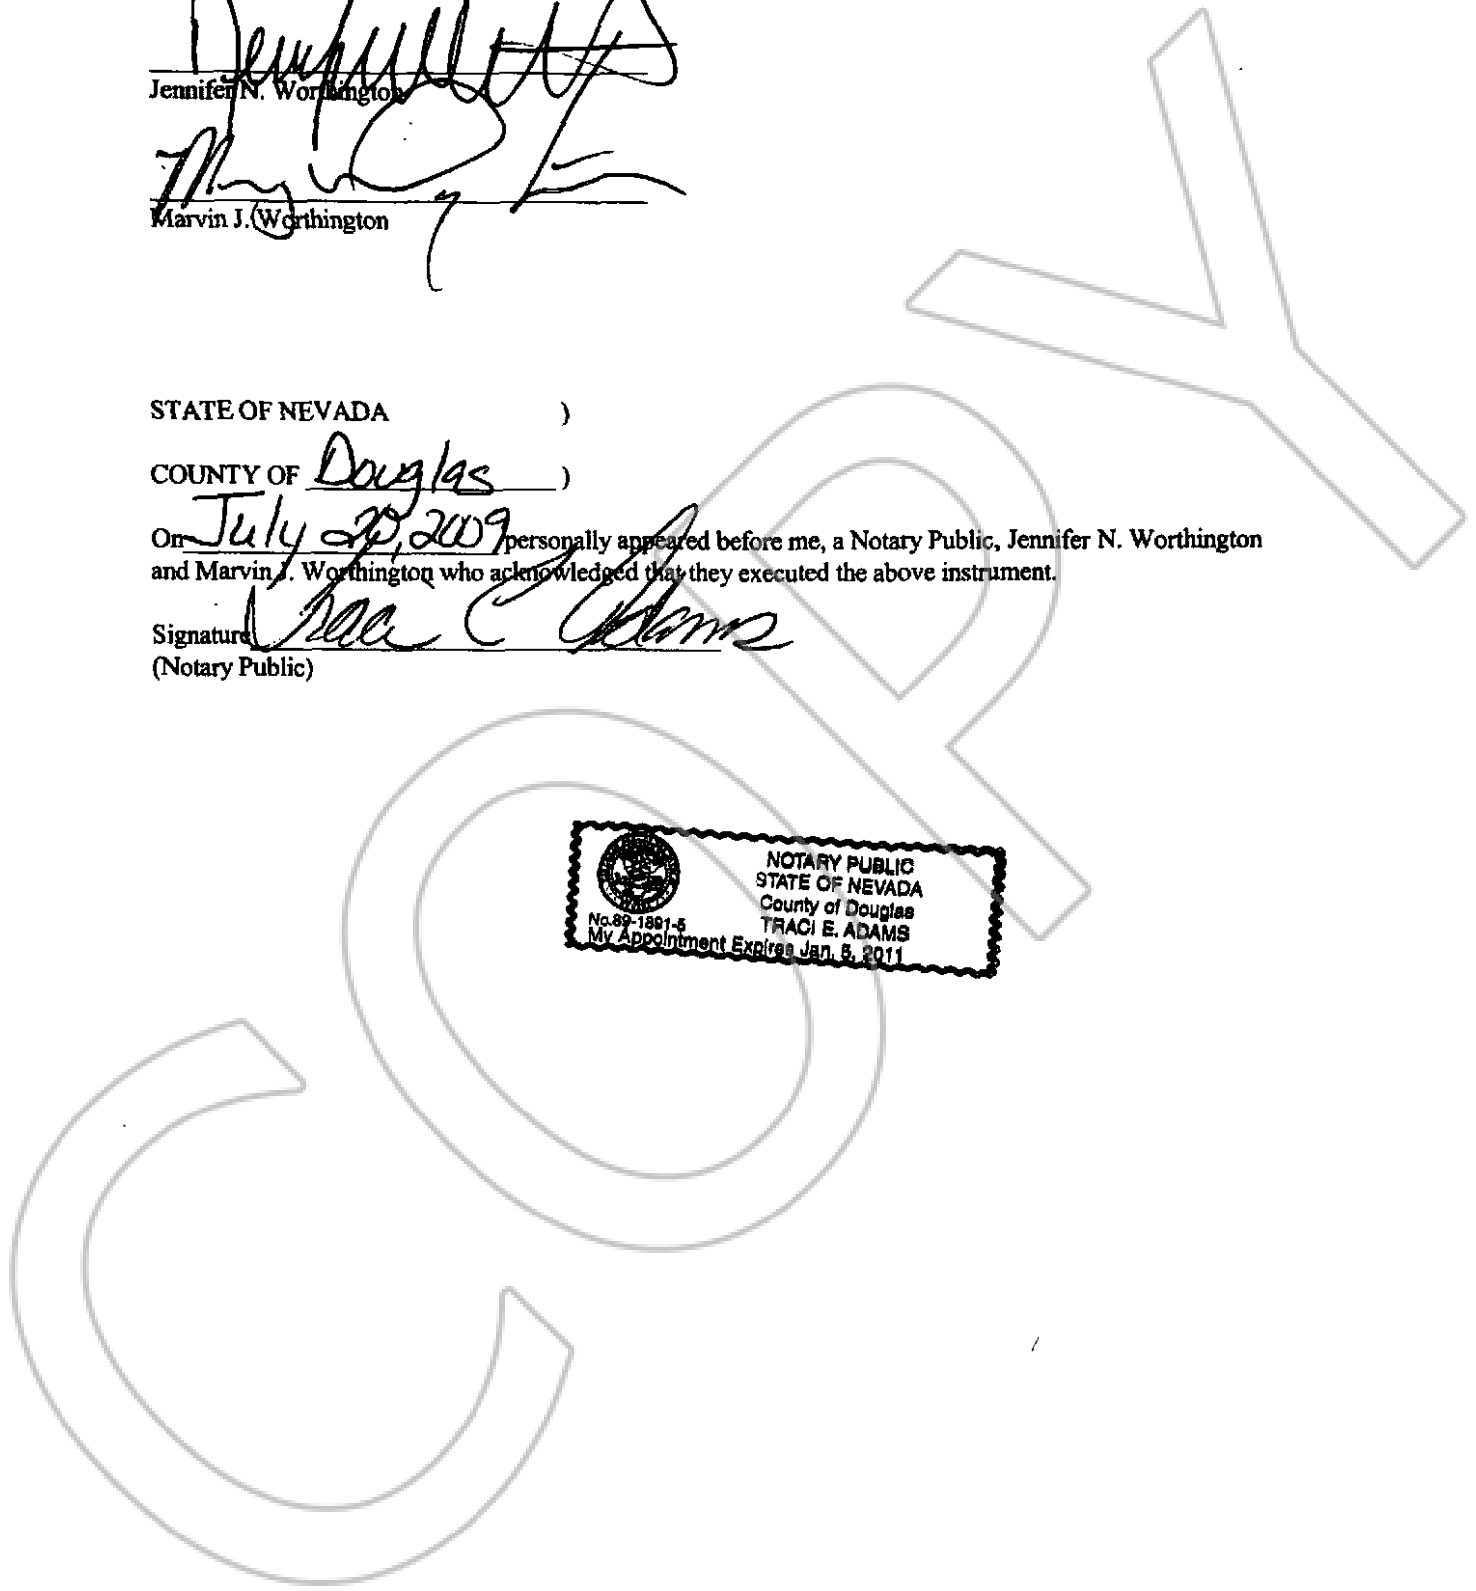 Jennifer N. Worthington
Marvin J. Worthington
STATE OF NEVADA )
COUNTY OF Douglas )
On July 20, 2009 personally appeared before me, a Notary Public, Jennifer N. Worthington
and Marvin J. Worthington who acknowledged that they executed the above instrument.
Signature Traci E Adams
(Notary Public)
NOTARY PUBLIC
STATE OF NEVADA
County of Douglas
TRACI E. ADAMS
No.89-1891-5
My Appointment Expires Jan. 5, 2011
COPY